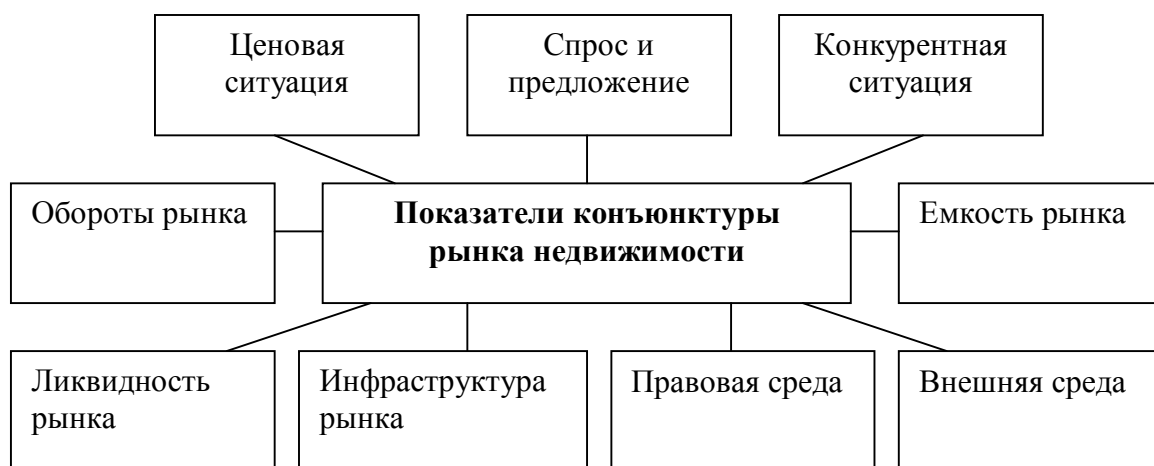 Ценовая
ситуация
Спрос и
предложение
Конкурентная
ситуация
Обороты рынка
Показатели конъюнктуры
рынка недвижимости
Емкость рынка
Ликвидность
рынка
Инфраструктура
рынка
Правовая среда
Внешняя среда